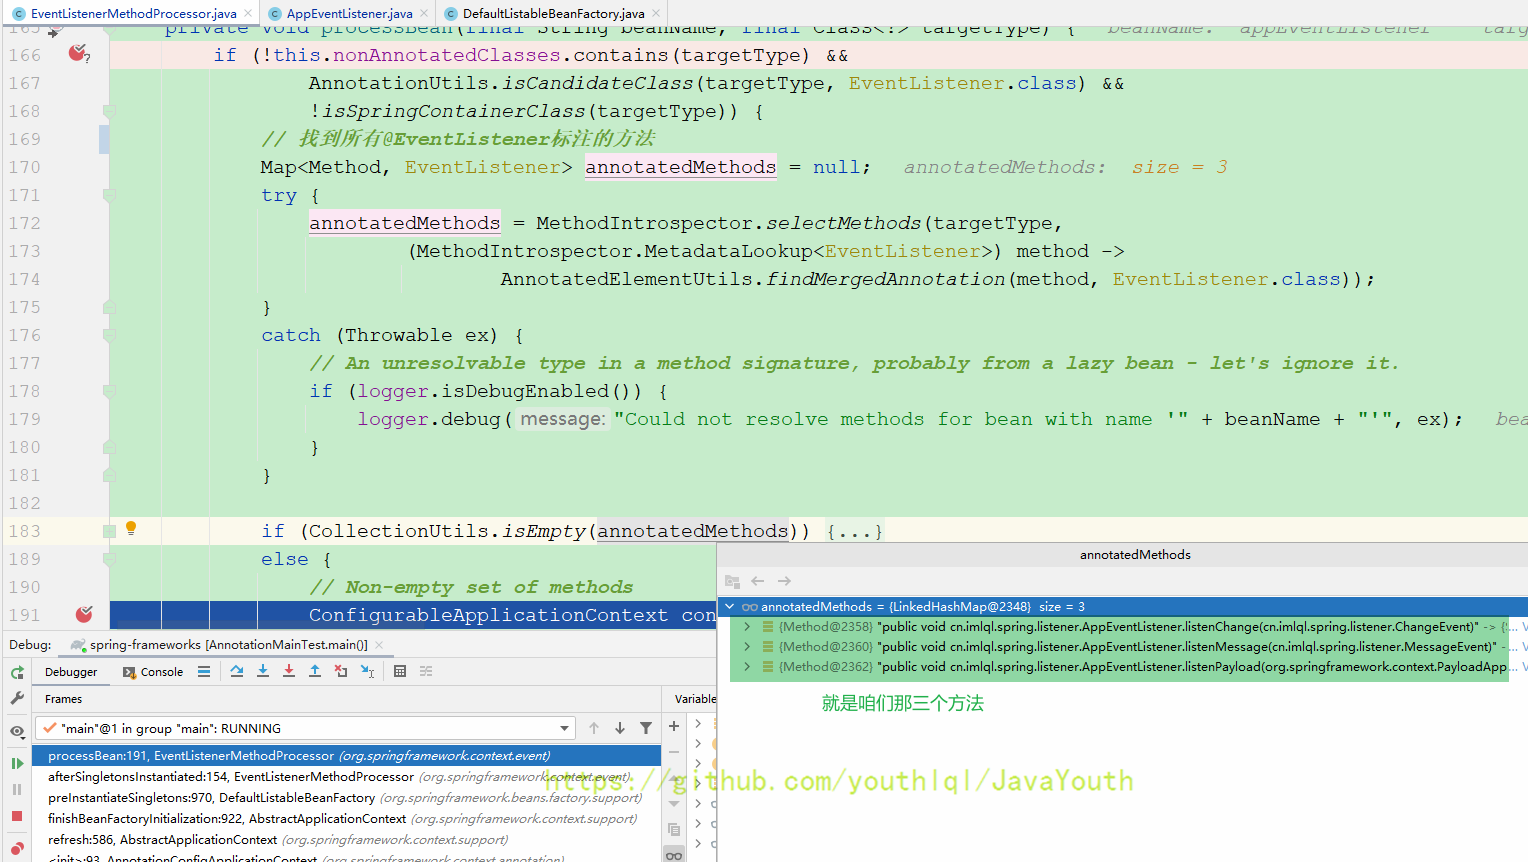 EventListenerMethodProcessor.java × AppEventListener.java × DefaultListableBeanFactory.java ×
165 private void processBean(final String beanName, final Class<?> targetType) { beanName: "appEventListener" targ
166 if (!this.nonAnnotatedClasses.contains(targetType) &&
167 AnnotationUtils.isCandidateClass(targetType, EventListener.class) &&
168 !isSpringContainerClass(targetType)) {
169 // 找到所有@EventListener标注的方法
170 Map<Method, EventListener> annotatedMethods = null; annotatedMethods: size = 3
171 try {
172 annotatedMethods = MethodIntrospector.selectMethods(targetType,
173 (MethodIntrospector.MetadataLookup<EventListener>) method ->
174 AnnotatedElementUtils.findMergedAnnotation(method, EventListener.class));
175 }
176 catch (Throwable ex) {
177 // An unresolvable type in a method signature, probably from a lazy bean - let's ignore it.
178 if (logger.isDebugEnabled()) {
179 logger.debug( message: "Could not resolve methods for bean with name '" + beanName + "'", ex); bea
180 }
181 }
182
183 if (CollectionUtils.isEmpty(annotatedMethods)) {...}
189 else {
190 // Non-empty set of methods
191 ConfigurableApplicationContext con
annotatedMethods
annotatedMethods = {LinkedHashMap@2348} size = 3
{Method@2358} "public void cn.imlql.spring.listener.AppEventListener.listenChange(cn.imlql.spring.listener.ChangeEvent)" -> {... V
{Method@2360} "public void cn.imlql.spring.listener.AppEventListener.listenMessage(cn.imlql.spring.listener.MessageEvent)" -... V
{Method@2362} "public void cn.imlql.spring.listener.AppEventListener.listenPayload(org.springframework.context.PayloadApp... V
就是咱们那三个方法
Debug: spring-frameworks [AnnotationMainTest.main()] ×
Debugger Console
Frames Variable
"main"@1 in group "main": RUNNING
processBean:191, EventListenerMethodProcessor (org.springframework.context.event)
afterSingletonsInstantiated:154, EventListenerMethodProcessor (org.springframework.context.event)
preInstantiateSingletons:970, DefaultListableBeanFactory (org.springframework.beans.factory.support)
finishBeanFactoryInitialization:922, AbstractApplicationContext (org.springframework.context.support)
refresh:586, AbstractApplicationContext (org.springframework.context.support)
<init>:93, AnnotationConfigApplicationContext (org.springframework.context.annotation)
https://github.com/youthlql/JavaYouth